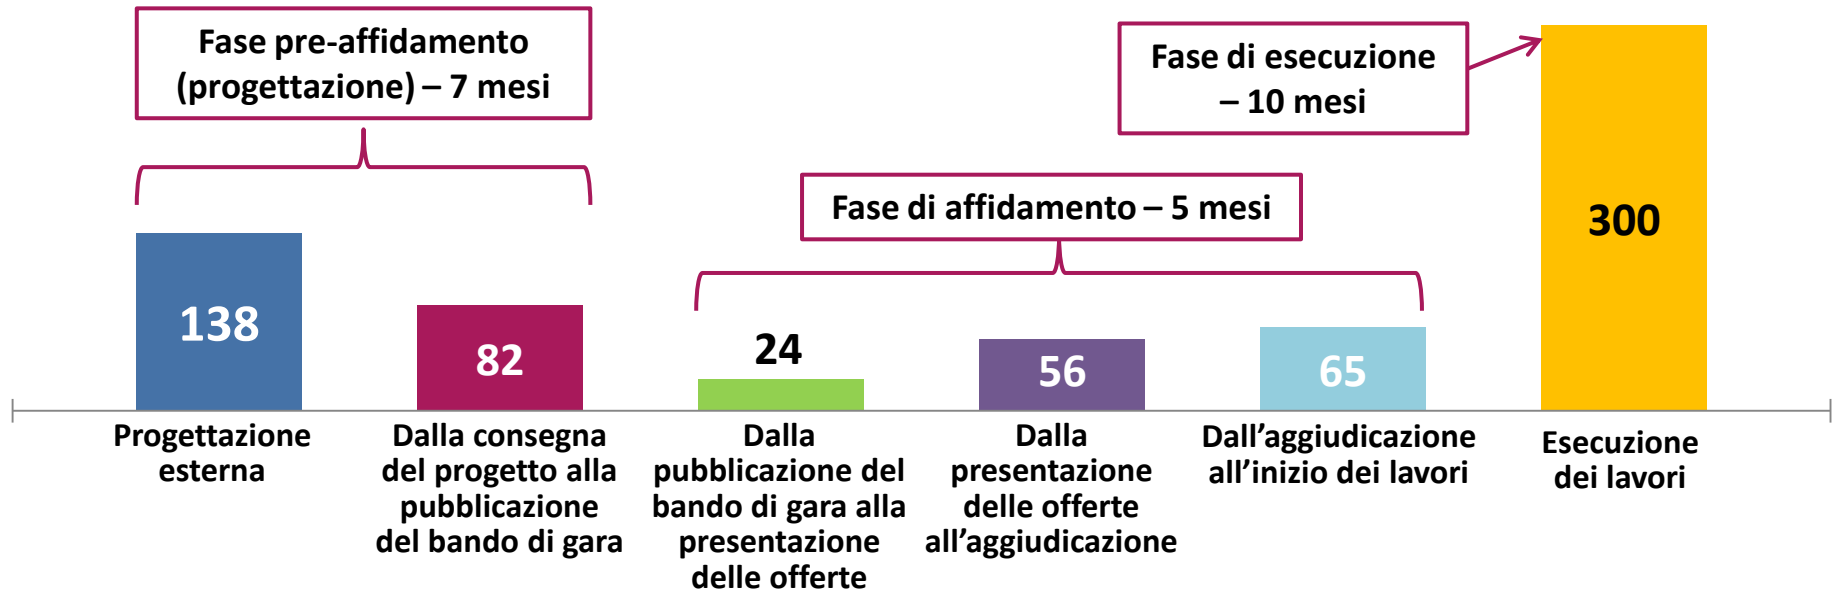 Fase pre-affidamento
(progettazione) – 7 mesi
Fase di esecuzione
– 10 mesi
Fase di affidamento – 5 mesi
138
82
24
56
65
300
Progettazione
esterna
Dalla consegna
del progetto alla
pubblicazione
del bando di gara
Dalla
pubblicazione del
bando di gara alla
presentazione
delle offerte
Dalla
presentazione
delle offerte
all’aggiudicazione
Dall’aggiudicazione
all’inizio dei lavori
Esecuzione
dei lavori